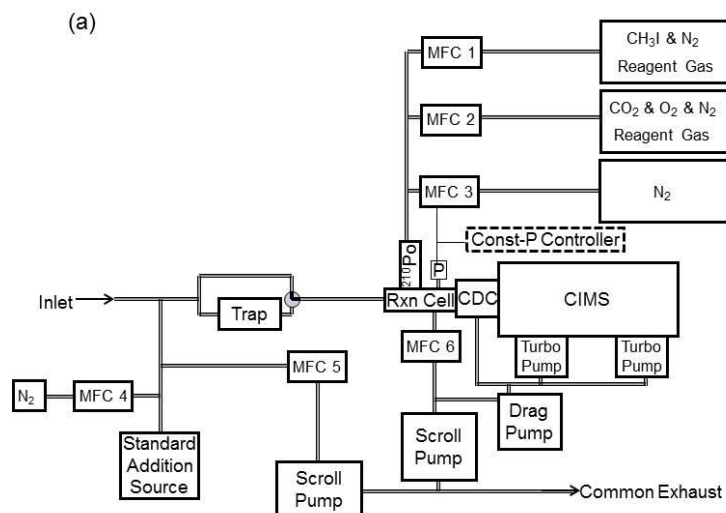 (a)
MFC 1
CH₃I & N₂
Reagent Gas
MFC 2
CO₂ & O₂ & N₂
Reagent Gas
MFC 3
N₂
Const-P Controller
²¹⁰Po
P
Inlet
Trap
Rxn Cell
CDC
CIMS
MFC 6
Turbo
Pump
Turbo
Pump
N₂
MFC 4
MFC 5
Drag
Pump
Standard
Addition
Source
Scroll
Pump
Scroll
Pump
Common Exhaust